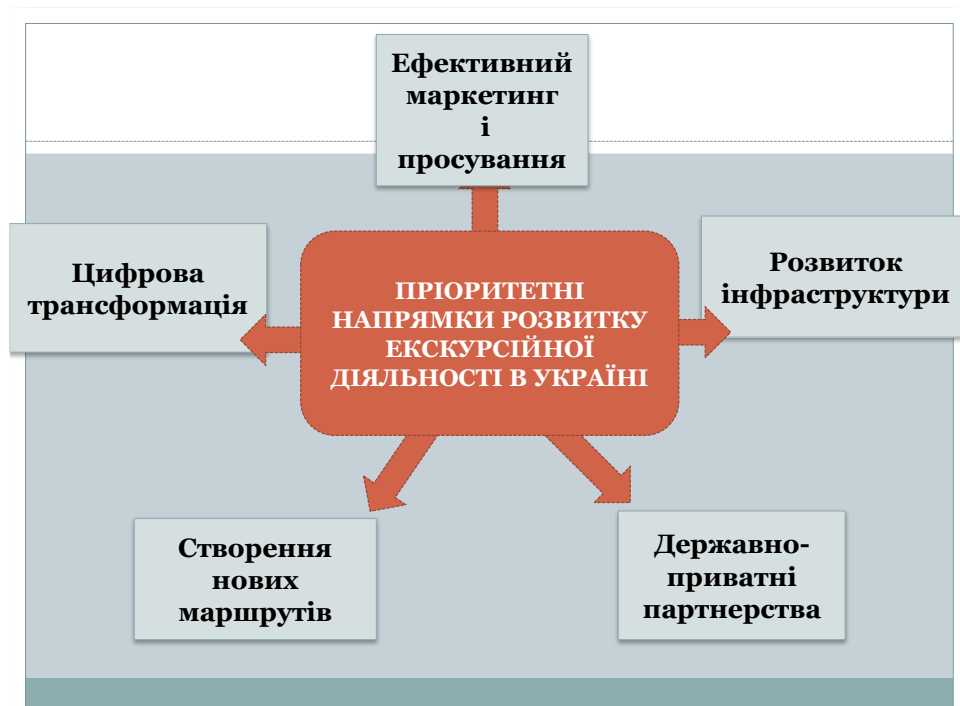 Ефективний
маркетинг
і
просування
Цифрова
трансформація
ПРІОРИТЕТНІ
НАПРЯМКИ РОЗВИТКУ
ЕКСКУРСІЙНОЇ
ДІЯЛЬНОСТІ В УКРАЇНІ
Розвиток
інфраструктури
Створення
нових
маршрутів
Державно-
приватні
партнерства